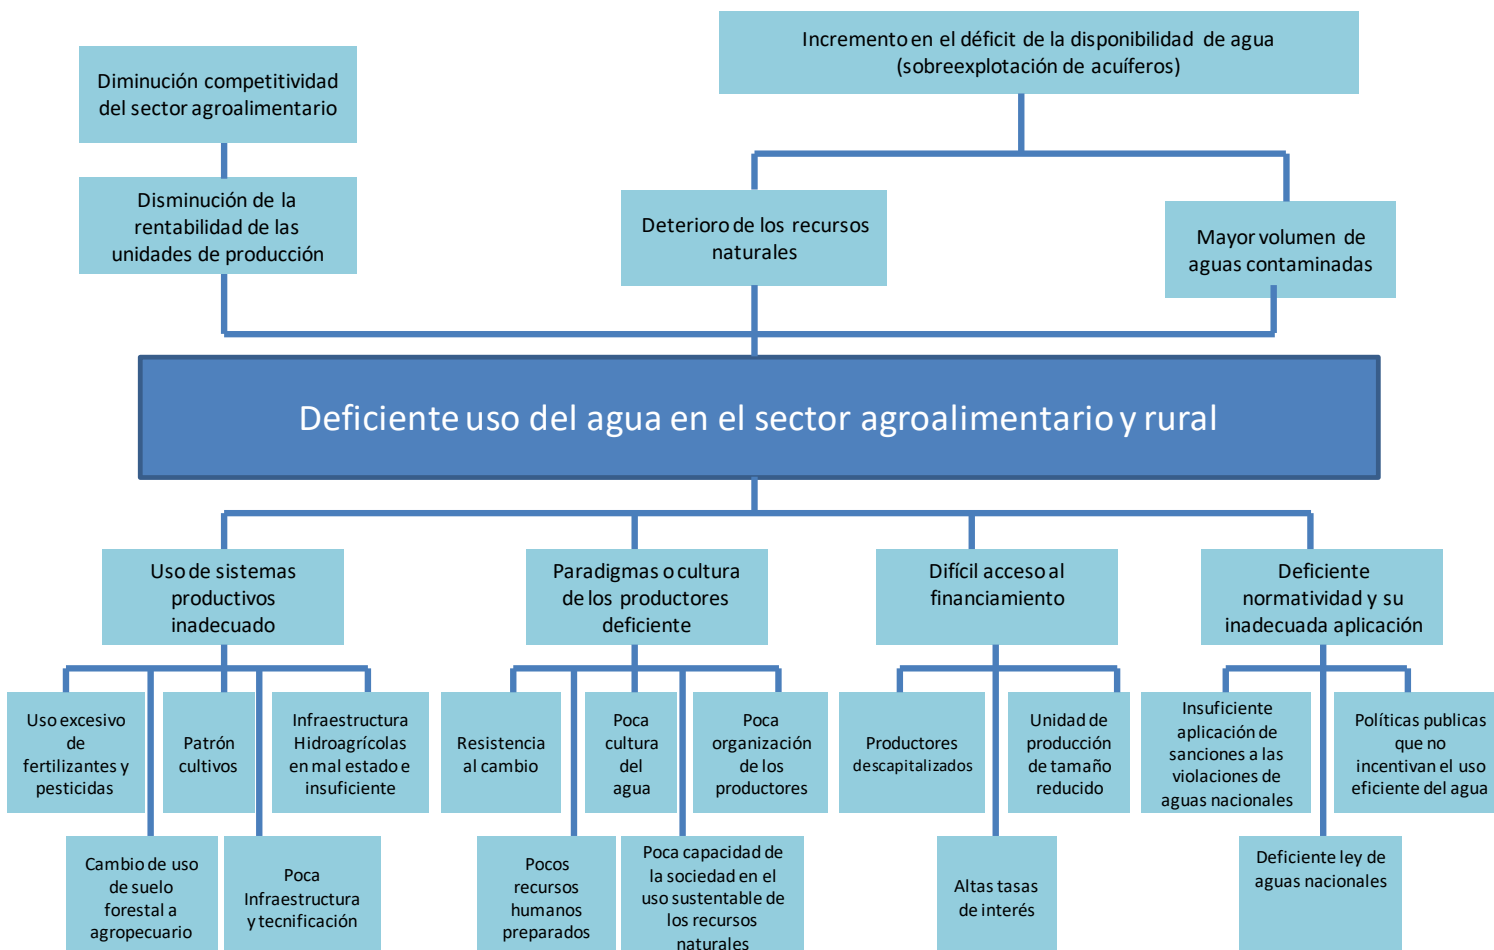 Incremento en el déficit de la disponibilidad de agua
(sobreexplotación de acuíferos)
Diminución competitividad
del sector agroalimentario
Disminución de la
rentabilidad de las
unidades de producción
Deterioro de los recursos
naturales
Mayor volumen de
aguas contaminadas
Deficiente uso del agua en el sector agroalimentario y rural
Uso de sistemas
productivos
inadecuado
Paradigmas o cultura
de los productores
deficiente
Difícil acceso al
financiamiento
Deficiente
normatividad y su
inadecuada aplicación
Uso excesivo
de
fertilizantes y
pesticidas
Patrón
cultivos
Infraestructura
Hidroagrícolas
en mal estado e
insuficiente
Resistencia
al cambio
Poca
cultura
del
agua
Poca
organización
de los
productores
Productores
descapitalizados
Unidad de
producción
de tamaño
reducido
Insuficiente
aplicación de
sanciones a las
violaciones de
aguas nacionales
Políticas publicas
que no
incentivan el uso
eficiente del agua
Cambio de uso
de suelo
forestal a
agropecuario
Poca
Infraestructura
y tecnificación
Pocos
recursos
humanos
preparados
Poca capacidad de
la sociedad en el
uso sustentable de
los recursos
naturales
Altas tasas
de interés
Deficiente ley de
aguas nacionales